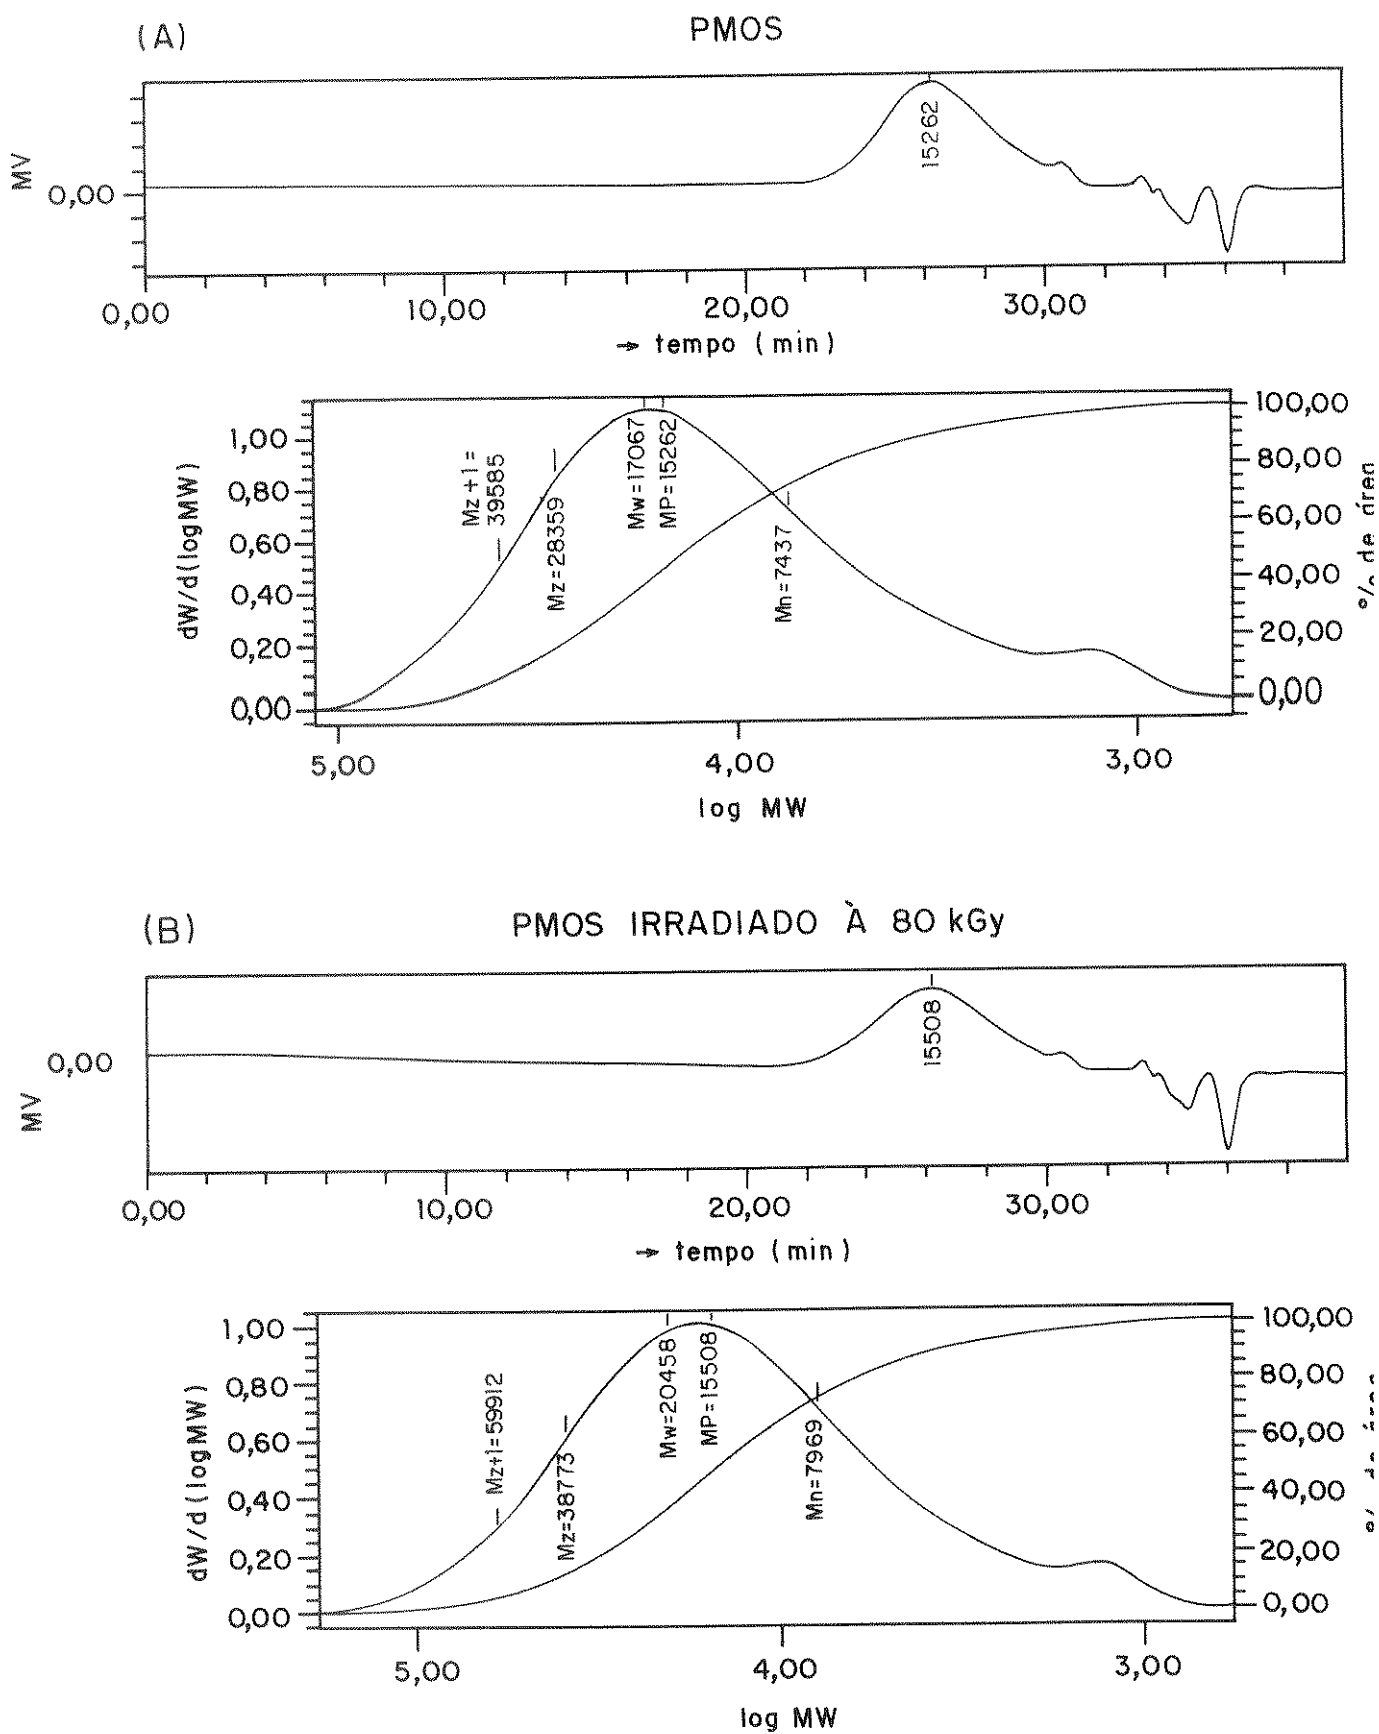 (A)
PMOS
MV
0,00
15262
0,00 10,00 20,00 30,00
→ tempo (min)
dW/d(logMW)
1,00
0,80
0,60
0,40
0,20
0,00
Mz+1=
39585
Mz=28359
Mw=17067
MP=15262
Mn=7437
100,00
80,00
60,00
40,00
20,00
0,00
% de áren
5,00 4,00 3,00
log MW
(B)
PMOS IRRADIADO À 80 kGy
0,00
MV
15508
0,00 10,00 20,00 30,00
→ tempo (min)
dW/d(logMW)
1,00
0,80
0,60
0,40
0,20
0,00
Mz+1=59912
Mz=38773
Mw=20458
MP=15508
Mn=7969
100,00
80,00
60,00
40,00
20,00
0,00
5,00 4,00 3,00
log MW